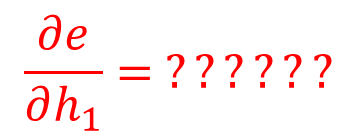 ∂e/∂h₁ = ? ? ? ? ? ?